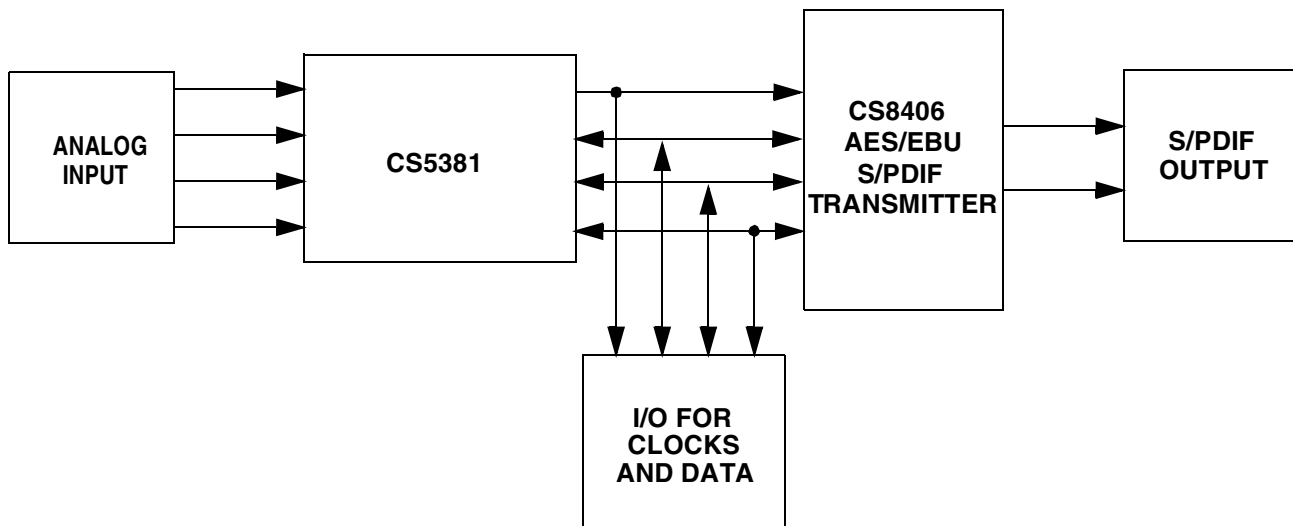 ANALOG
INPUT
CS5381
CS8406
AES/EBU
S/PDIF
TRANSMITTER
S/PDIF
OUTPUT
I/O FOR
CLOCKS
AND DATA